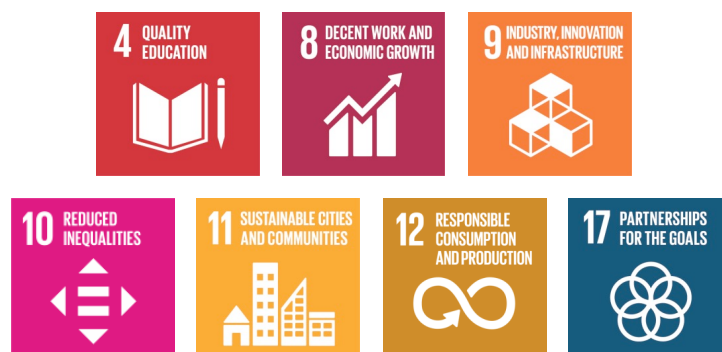 4 QUALITY
EDUCATION
8 DECENT WORK AND
ECONOMIC GROWTH
9 INDUSTRY, INNOVATION
AND INFRASTRUCTURE
10 REDUCED
INEQUALITIES
11 SUSTAINABLE CITIES
AND COMMUNITIES
12 RESPONSIBLE
CONSUMPTION
AND PRODUCTION
17 PARTNERSHIPS
FOR THE GOALS